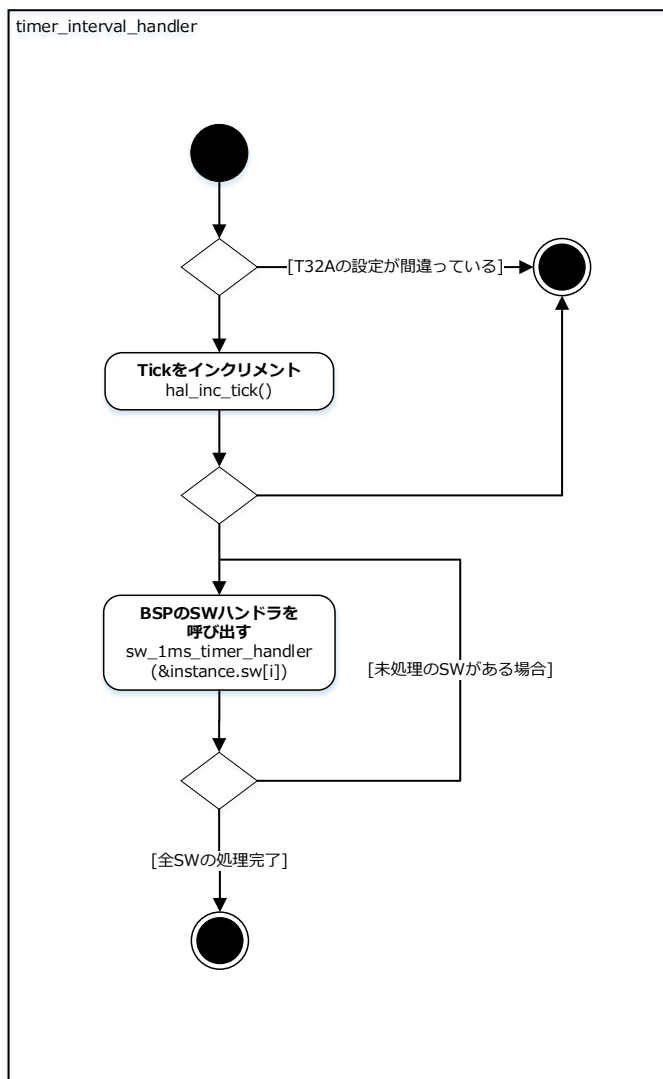 timer_interval_handler
[T32Aの設定が間違っている]
Tickをインクリメント
hal_inc_tick()
BSPのSWハンドラを
呼び出す
sw_1ms_timer_handler
(&instance.sw[i])
[未処理のSWがある場合]
[全SWの処理完了]